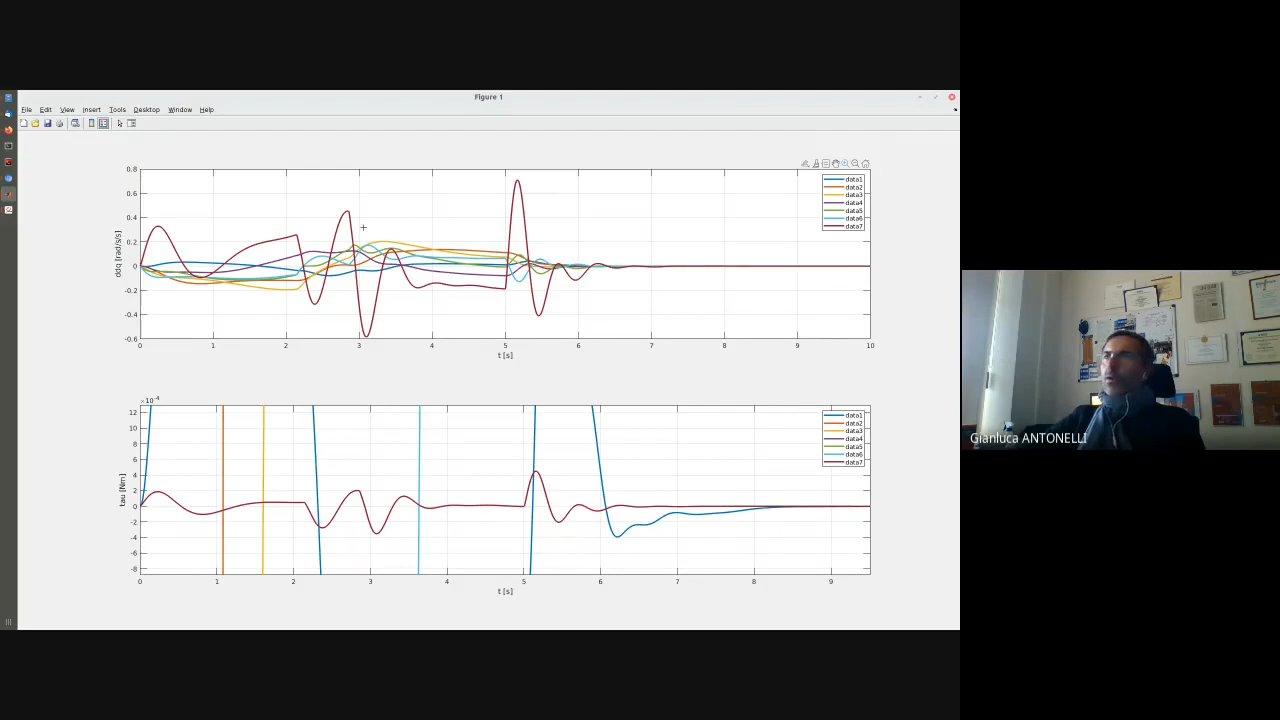 Figure 1
File Edit View Insert Tools Desktop Window Help
0.8
0.6
0.4
0.2
0
-0.2
-0.4
-0.6
ddq [rad/s/s]
0 1 2 3 4 5 6 7 8 9 10
t [s]
data1
data2
data3
data4
data5
data6
data7
×10-4
12
10
8
6
4
2
0
-2
-4
-6
-8
tau [Nm]
0 1 2 3 4 5 6 7 8 9
t [s]
data1
data2
data3
data4
data5
data6
data7
Gianluca ANTONELLI